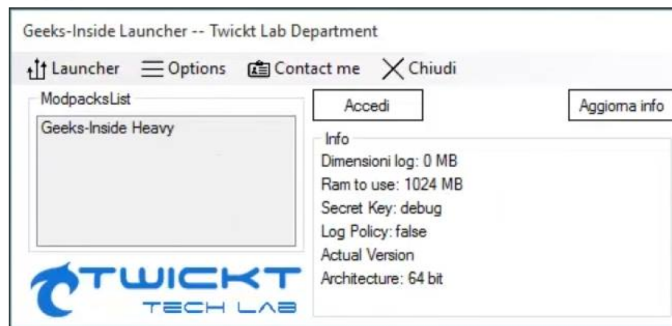 Geeks-Inside Launcher -- Twickt Lab Department
Launcher Options Contact me Chiudi
ModpacksList
Geeks-Inside Heavy
Accedi
Aggiorna info
Info
Dimensioni log: 0 MB
Ram to use: 1024 MB
Secret Key: debug
Log Policy: false
Actual Version
Architecture: 64 bit
TWICKT
TECH LAB